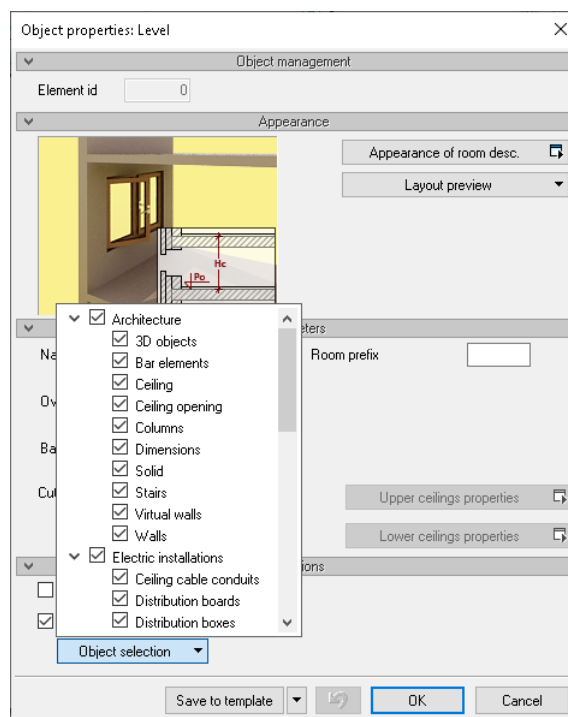 Object properties: Level
Object management
Element id 0
Appearance
Appearance of room desc.
Layout preview
Hc
Po
Architecture
3D objects
Bar elements
Ceiling
Ceiling opening
Columns
Dimensions
Solid
Stairs
Virtual walls
Walls
Electric installations
Ceiling cable conduits
Distribution boards
Distribution boxes
Room prefix
Upper ceilings properties
Lower ceilings properties
Object selection
Save to template
OK
Cancel